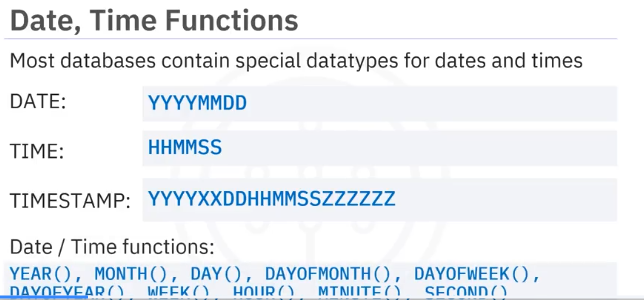 Date, Time Functions
Most databases contain special datatypes for dates and times
DATE: YYYYMMDD
TIME: HHMMSS
TIMESTAMP: YYYYXXDDHHMMSSZZZZZZ
Date / Time functions:
YEAR(), MONTH(), DAY(), DAYOFMONTH(), DAYOFWEEK(),
DAYOFYEAR(), WEEK(), HOUR(), MINUTE(), SECOND()